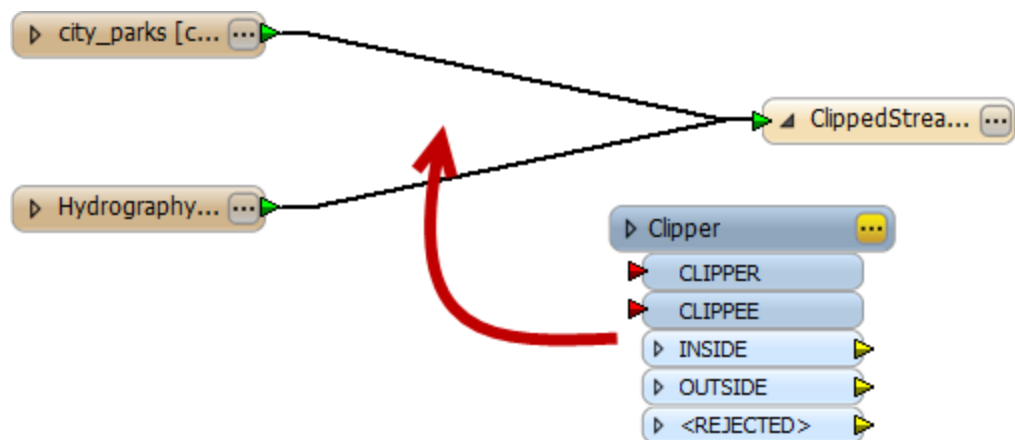 city_parks [c...
ClippedStrea...
Hydrography...
Clipper
CLIPPER
CLIPPEE
INSIDE
OUTSIDE
<REJECTED>